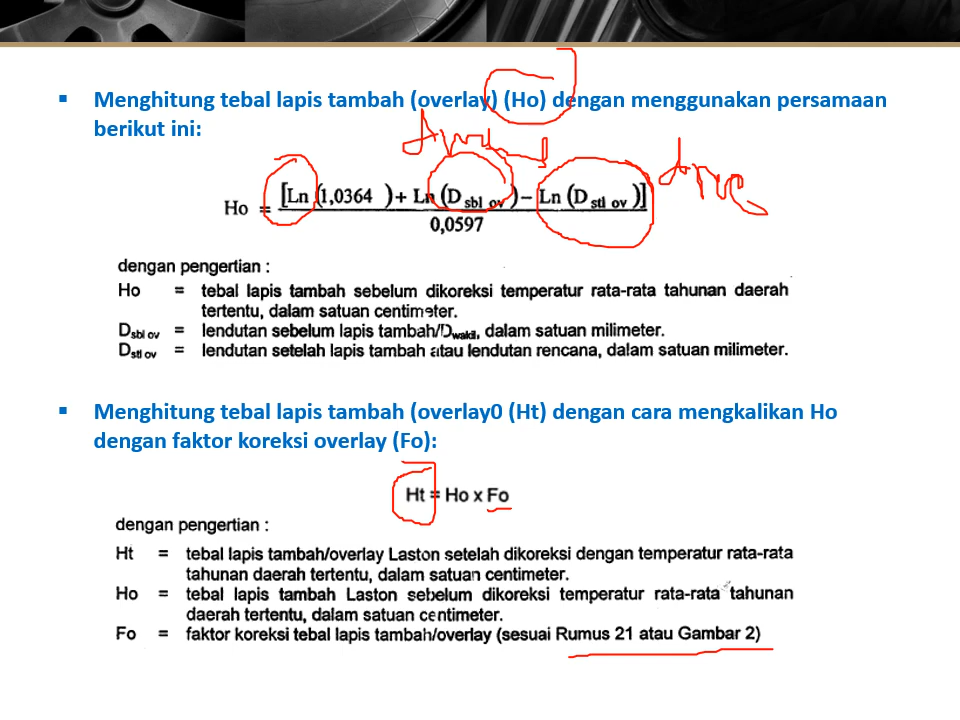 ▪ Menghitung tebal lapis tambah (overlay) (Ho) dengan menggunakan persamaan
berikut ini:
Ho = [Ln (1,0364 ) + Ln (D sbl ov) – Ln (D stl ov )] / 0,0597
dengan pengertian :
Ho = tebal lapis tambah sebelum dikoreksi temperatur rata-rata tahunan daerah
tertentu, dalam satuan centimeter.
D sbl ov = lendutan sebelum lapis tambah/D wakil, dalam satuan milimeter.
D stl ov = lendutan setelah lapis tambah atau lendutan rencana, dalam satuan milimeter.
▪ Menghitung tebal lapis tambah (overlay0 (Ht) dengan cara mengkalikan Ho
dengan faktor koreksi overlay (Fo):
Ht = Ho x Fo
dengan pengertian :
Ht = tebal lapis tambah/overlay Laston setelah dikoreksi dengan temperatur rata-rata
tahunan daerah tertentu, dalam satuan centimeter.
Ho = tebal lapis tambah Laston sebelum dikoreksi temperatur rata-rata tahunan
daerah tertentu, dalam satuan centimeter.
Fo = faktor koreksi tebal lapis tambah/overlay (sesuai Rumus 21 atau Gambar 2)